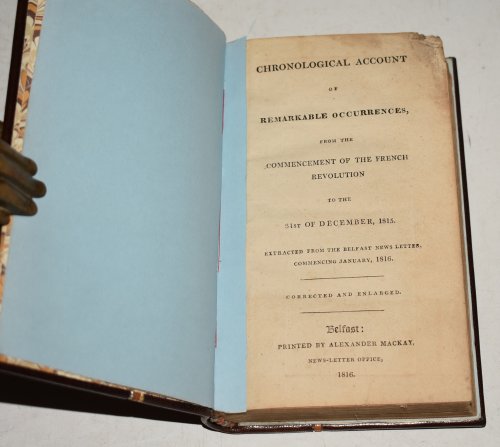 CHRONOLOGICAL ACCOUNT
OF
REMARKABLE OCCURRENCES,
FROM THE
COMMENCEMENT OF THE FRENCH
REVOLUTION
TO THE
31ST OF DECEMBER, 1815.
EXTRACTED FROM THE BELFAST NEWS LETTER,
COMMENCING JANUARY, 1816.
CORRECTED AND ENLARGED.
Belfast:
PRINTED BY ALEXANDER MACKAY,
NEWS-LETTER OFFICE,
1816.